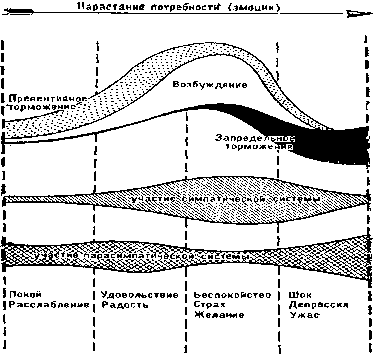 Нарастание потребности (эмоции)
Превентивное
торможение
Возбуждение
Запредельное
торможение
участие симпатической системы
участие парасимпатической системы
Покой
Расслабление
Удовольствие
Радость
Беспокойство
Страх
Желание
Шок
Депрессия
Ужас